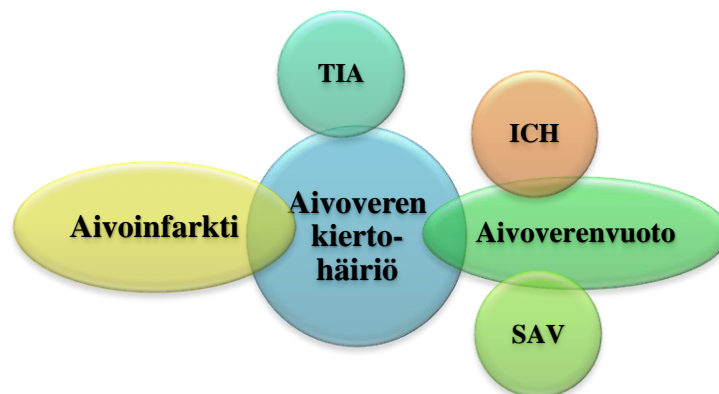 TIA
ICH
Aivoinfarkti
Aivoveren
kierto-
häiriö
Aivoverenvuoto
SAV